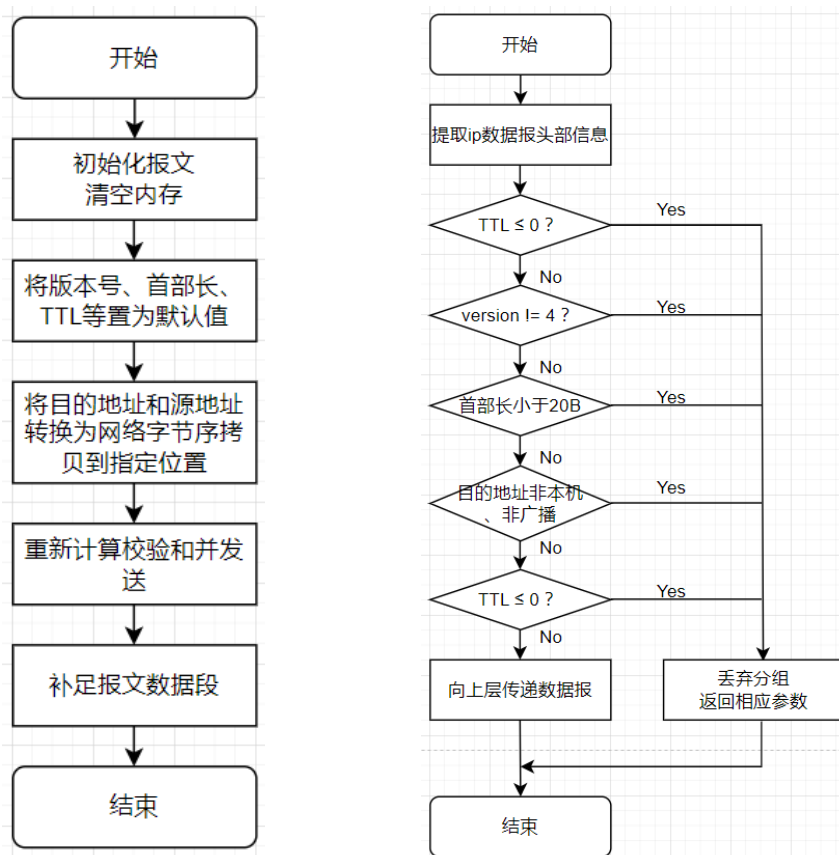 开始
初始化报文
清空内存
将版本号、首部长、
TTL等置为默认值
将目的地址和源地址
转换为网络字节序拷
贝到指定位置
重新计算校验和并发
送
补足报文数据段
结束
开始
提取ip数据报头部信息
TTL ≤ 0 ?
Yes
No
version != 4 ?
Yes
No
首部长小于20B
Yes
No
目的地址非本机
、非广播
Yes
No
TTL ≤ 0 ?
Yes
No
向上层传递数据报
丢弃分组
返回相应参数
结束